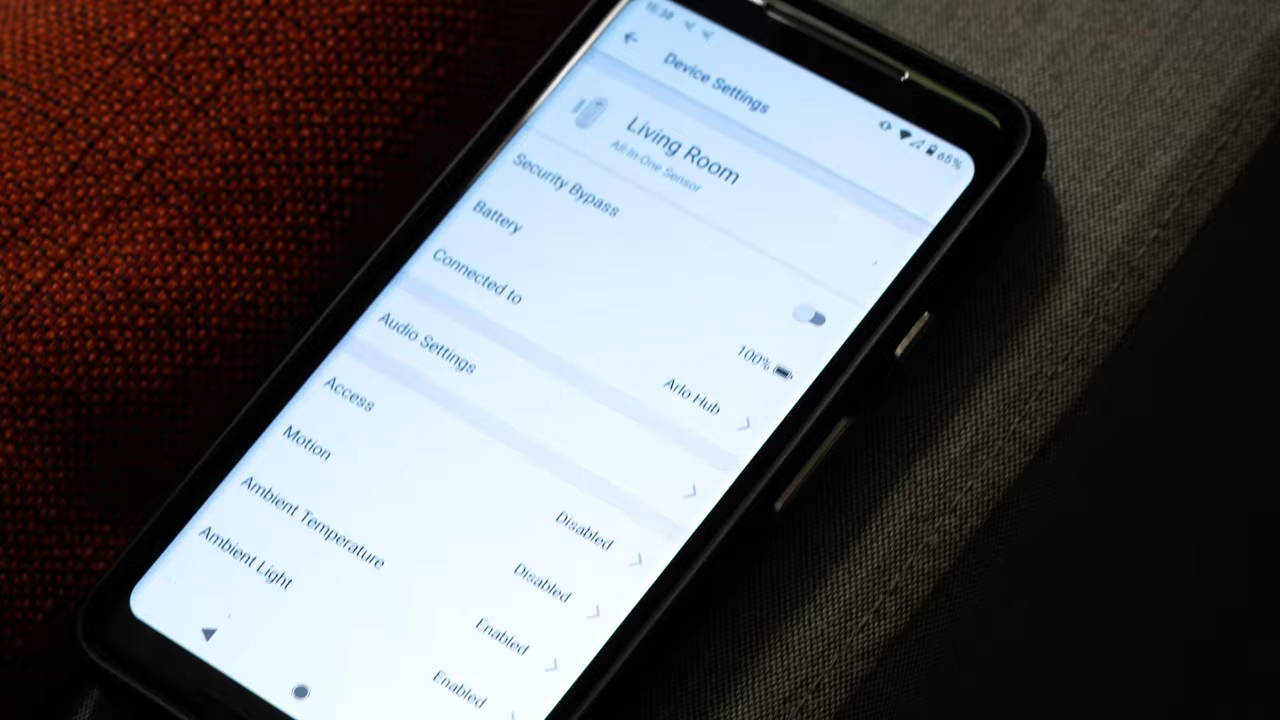 Device Settings
65%
Living Room
All-In-One Sensor
Security Bypass
Battery
100%
Connected to
Arlo Hub
Audio Settings
Access
Disabled
Motion
Disabled
Ambient Temperature
Enabled
Ambient Light
Enabled